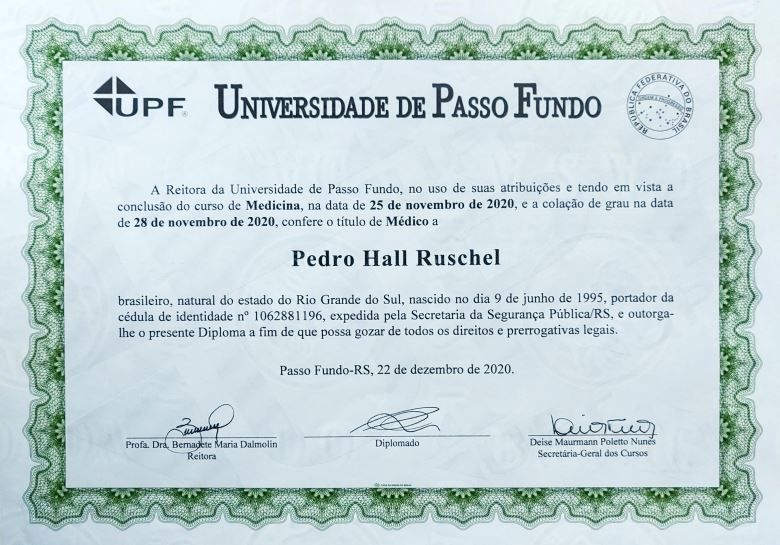 UPF®
UNIVERSIDADE DE PASSO FUNDO
REPÚBLICA FEDERATIVA DO BRASIL
ORDEM E PROGRESSO
A Reitora da Universidade de Passo Fundo, no uso de suas atribuições e tendo em vista a
conclusão do curso de Medicina, na data de 25 de novembro de 2020, e a colação de grau na data
de 28 de novembro de 2020, confere o título de Médico a
Pedro Hall Ruschel
brasileiro, natural do estado do Rio Grande do Sul, nascido no dia 9 de junho de 1995, portador da
cédula de identidade nº 1062881196, expedida pela Secretaria da Segurança Pública/RS, e outorga-
lhe o presente Diploma a fim de que possa gozar de todos os direitos e prerrogativas legais.
Passo Fundo-RS, 22 de dezembro de 2020.
Profa. Dra. Bernadete Maria Dalmolin
Reitora
Diplomado
Deise Maurmann Poletto Nunes
Secretária-Geral dos Cursos